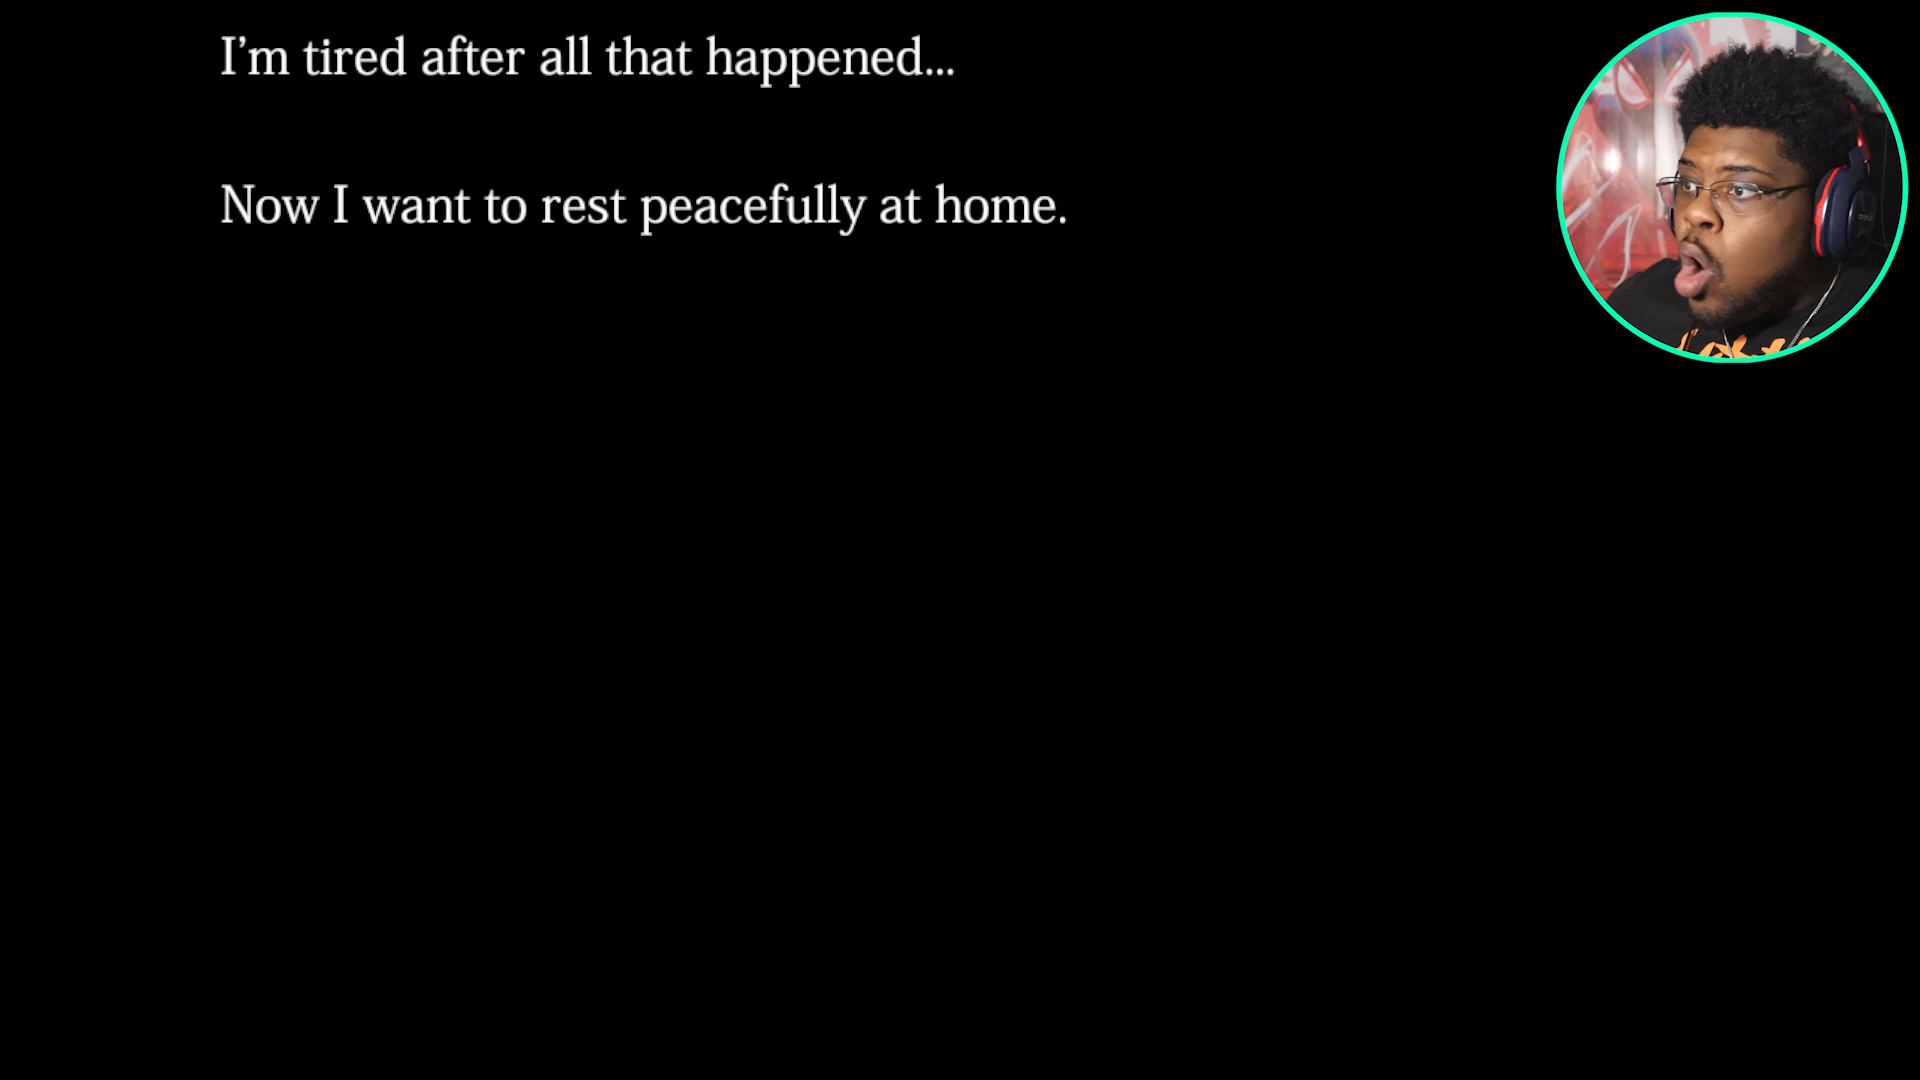 I’m tired after all that happened...
Now I want to rest peacefully at home.